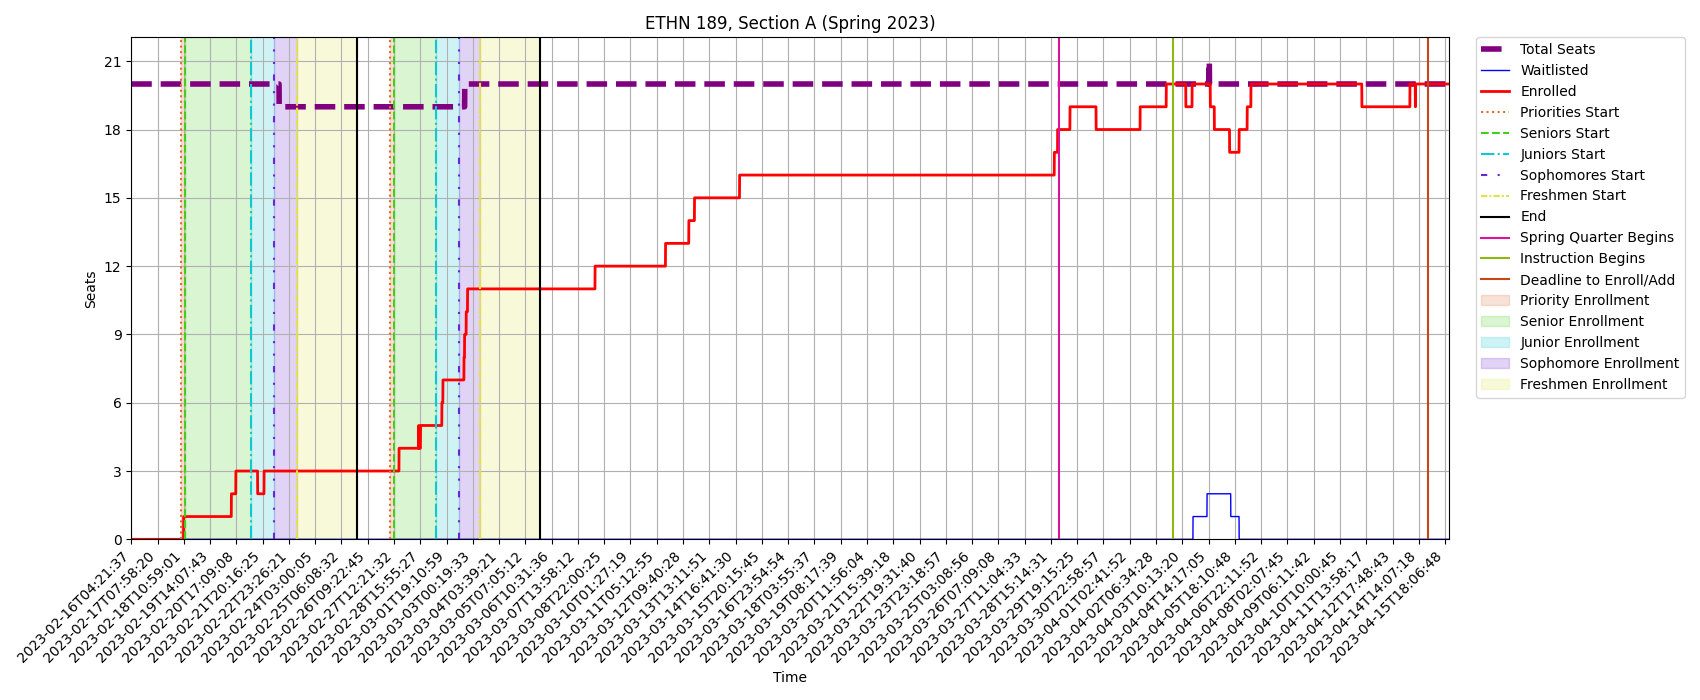 ETHN 189, Section A (Spring 2023)
Seats
21
18
15
12
9
6
3
0
2023-02-16T04:21:37
2023-02-17T07:58:20
2023-02-18T10:59:01
2023-02-19T14:07:43
2023-02-20T17:09:08
2023-02-21T20:16:25
2023-02-22T23:26:21
2023-02-24T03:00:05
2023-02-25T06:08:32
2023-02-26T09:22:45
2023-02-27T12:21:32
2023-02-28T15:55:27
2023-03-01T19:10:59
2023-03-03T00:19:33
2023-03-04T03:39:21
2023-03-05T07:05:12
2023-03-06T10:31:36
2023-03-07T13:58:12
2023-03-08T22:00:25
2023-03-10T01:27:19
2023-03-11T05:12:55
2023-03-12T09:40:28
2023-03-13T13:11:51
2023-03-14T16:41:30
2023-03-15T20:15:45
2023-03-16T23:54:54
2023-03-18T03:55:37
2023-03-19T08:17:39
2023-03-20T11:56:04
2023-03-21T15:39:18
2023-03-22T19:31:40
2023-03-23T23:18:57
2023-03-25T03:08:56
2023-03-26T07:09:08
2023-03-27T11:04:33
2023-03-28T15:14:31
2023-03-29T19:15:25
2023-03-30T22:58:57
2023-04-01T02:41:52
2023-04-02T06:34:28
2023-04-03T10:13:20
2023-04-04T14:17:05
2023-04-05T18:10:48
2023-04-06T22:11:52
2023-04-08T02:07:45
2023-04-09T06:11:42
2023-04-10T10:00:45
2023-04-11T13:58:17
2023-04-12T17:48:43
2023-04-14T14:07:18
2023-04-15T18:06:48
Time
Total Seats
Waitlisted
Enrolled
Priorities Start
Seniors Start
Juniors Start
Sophomores Start
Freshmen Start
End
Spring Quarter Begins
Instruction Begins
Deadline to Enroll/Add
Priority Enrollment
Senior Enrollment
Junior Enrollment
Sophomore Enrollment
Freshmen Enrollment